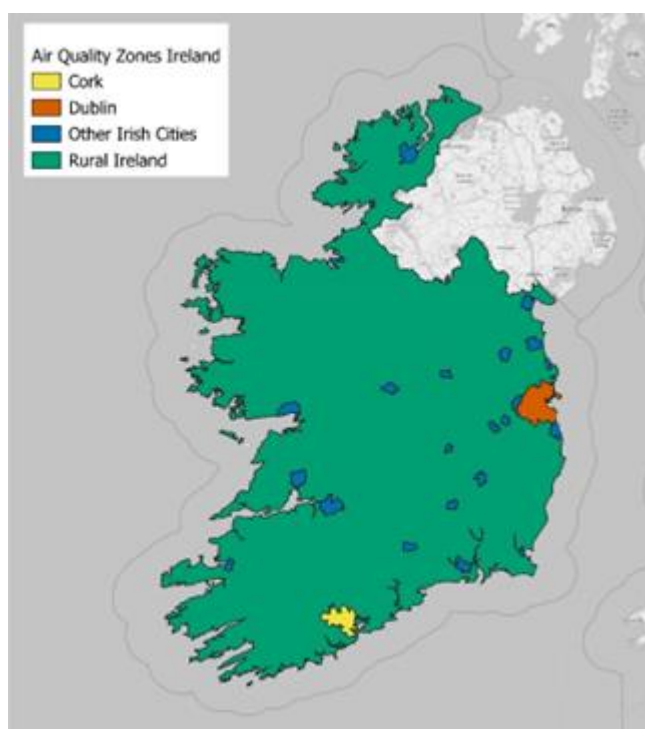 Air Quality Zones Ireland
Cork
Dublin
Other Irish Cities
Rural Ireland